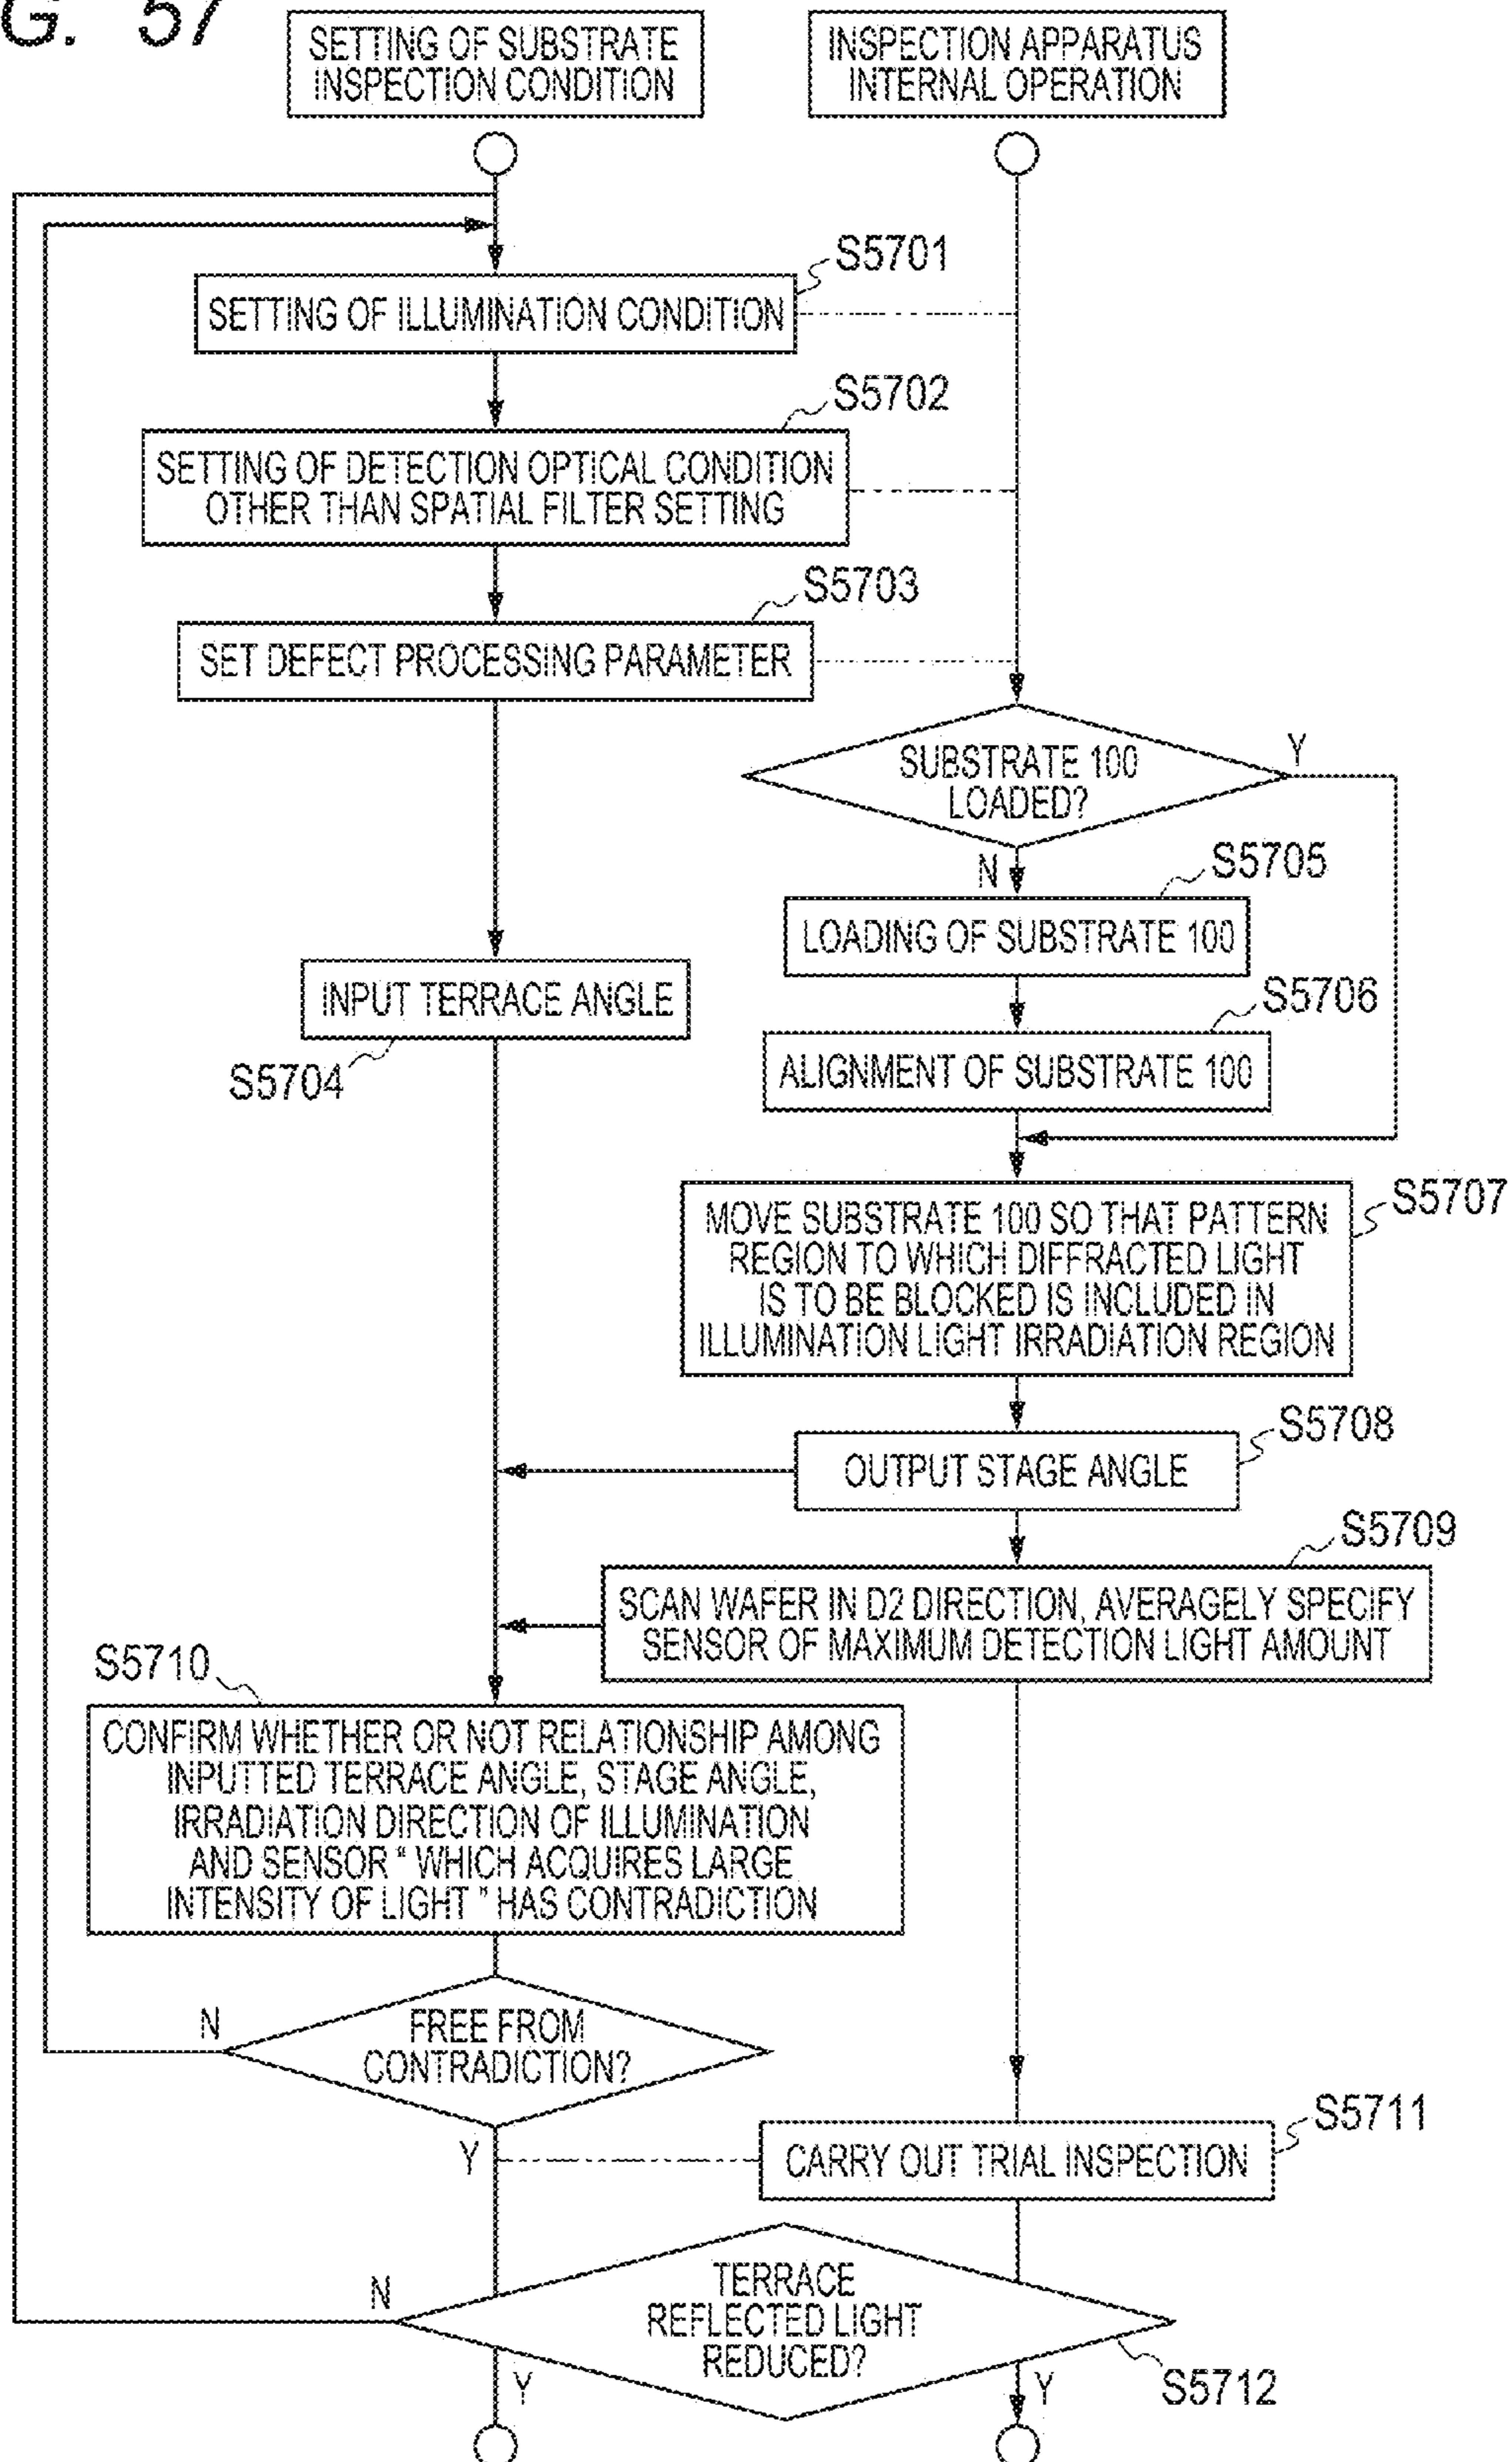 G. 57
SETTING OF SUBSTRATE
INSPECTION CONDITION
INSPECTION APPARATUS
INTERNAL OPERATION
S5701
SETTING OF ILLUMINATION CONDITION
S5702
SETTING OF DETECTION OPTICAL CONDITION
OTHER THAN SPATIAL FILTER SETTING
S5703
SET DEFECT PROCESSING PARAMETER
SUBSTRATE 100
LOADED?
Y
N
S5705
LOADING OF SUBSTRATE 100
INPUT TERRACE ANGLE
S5704
S5706
ALIGNMENT OF SUBSTRATE 100
S5707
MOVE SUBSTRATE 100 SO THAT PATTERN
REGION TO WHICH DIFFRACTED LIGHT
IS TO BE BLOCKED IS INCLUDED IN
ILLUMINATION LIGHT IRRADIATION REGION
S5708
OUTPUT STAGE ANGLE
S5709
SCAN WAFER IN D2 DIRECTION, AVERAGELY SPECIFY
SENSOR OF MAXIMUM DETECTION LIGHT AMOUNT
S5710
CONFIRM WHETHER OR NOT RELATIONSHIP AMONG
INPUTTED TERRACE ANGLE, STAGE ANGLE,
IRRADIATION DIRECTION OF ILLUMINATION
AND SENSOR " WHICH ACQUIRES LARGE
INTENSITY OF LIGHT " HAS CONTRADICTION
N
FREE FROM
CONTRADICTION?
Y
S5711
CARRY OUT TRIAL INSPECTION
N
TERRACE
REFLECTED LIGHT
REDUCED?
S5712
Y
Y